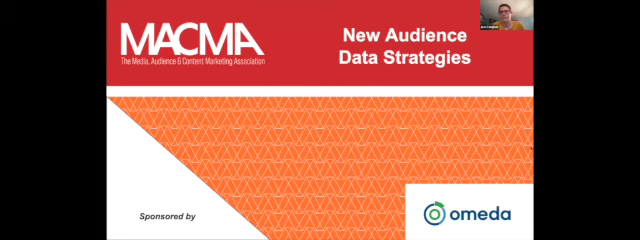 MACMA
The Media, Audience & Content Marketing Association
New Audience
Data Strategies
Sponsored by
omeda